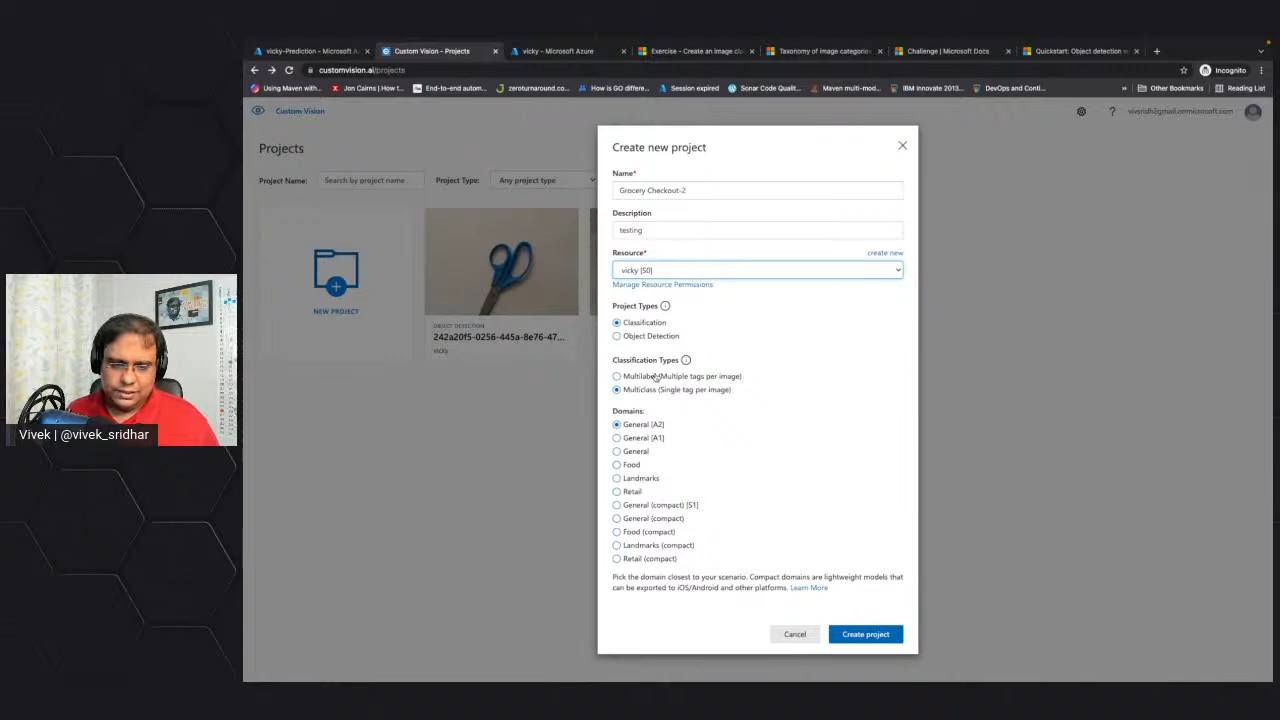 vicky-Prediction - Microsoft A
Custom Vision - Projects
vicky - Microsoft Azure
Exercise - Create an image cla
Taxonomy of image categories
Challenge | Microsoft Docs
Quickstart: Object detection w
customvision.ai/projects
Incognito
Using Maven with...
Jon Cairns | How t...
End-to-end autom...
zeroturnaround.co...
How is GO differe...
Session expired
Sonar Code Qualit...
Maven multi-mod...
IBM Innovate 2013...
DevOps and Conti...
Other Bookmarks
Reading List
Custom Vision
Projects
Project Name:
Search by project name
Project Type:
Any project type
NEW PROJECT
OBJECT DETECTION
242a20f5-0256-445a-8e76-47...
vicky
Create new project
Name*
Grocery Checkout-2
Description
testing
Resource*
create new
vicky [S0]
Manage Resource Permissions
Project Types
Classification
Object Detection
Classification Types
Multilabel (Multiple tags per image)
Multiclass (Single tag per image)
Domains:
General [A2]
General [A1]
General
Food
Landmarks
Retail
General (compact) [S1]
General (compact)
Food (compact)
Landmarks (compact)
Retail (compact)
Pick the domain closest to your scenario. Compact domains are lightweight models that
can be exported to iOS/Android and other platforms. Learn More
Cancel
Create project
Vivek | @vivek_sridhar